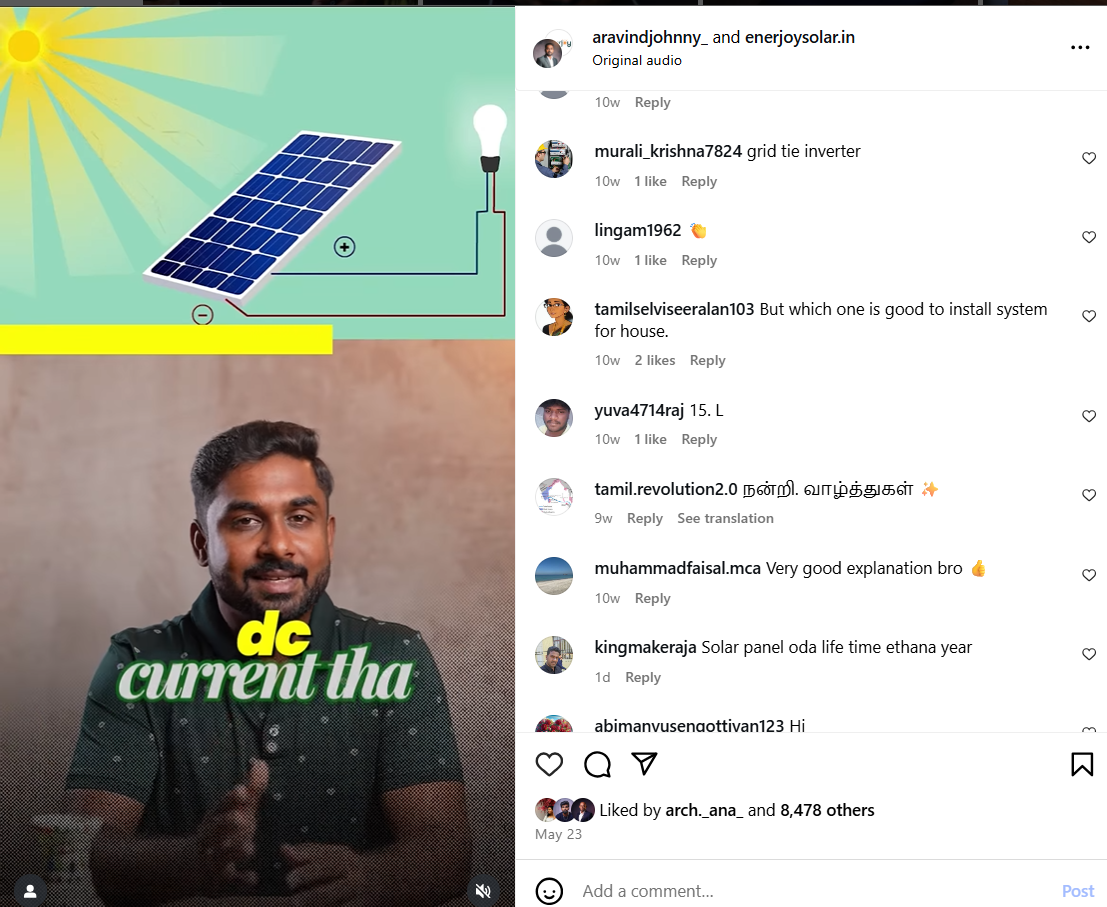 aravindjohnny_ and enerjoysolar.in
Original audio
10w Reply
murali_krishna7824 grid tie inverter
10w 1 like Reply
lingam1962 👏
10w 1 like Reply
tamilselviseeralan103 But which one is good to install system
for house.
10w 2 likes Reply
yuva4714raj 15. L
10w 1 like Reply
tamil.revolution2.0 நன்றி. வாழ்த்துகள் ✨
9w Reply See translation
muhammadfaisal.mca Very good explanation bro 👍
10w Reply
kingmakeraja Solar panel oda life time ethana year
1d Reply
abimanyusengottivan123 Hi
Liked by arch._ana_ and 8,478 others
May 23
Add a comment... Post
+
−
dc
current tha